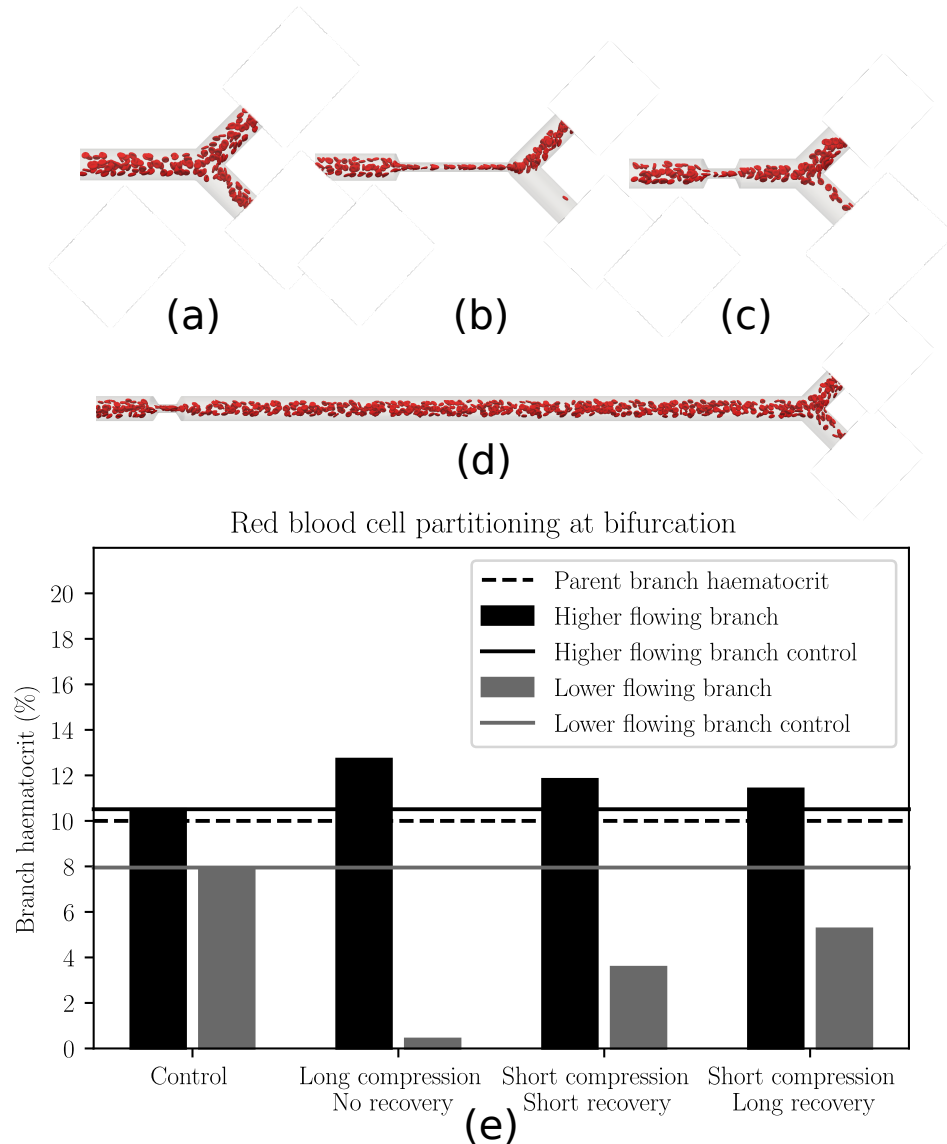 (a)
(b)
(c)
(d)
Red blood cell partitioning at bifurcation
Parent branch haematocrit
Higher flowing branch
Higher flowing branch control
Lower flowing branch
Lower flowing branch control
Branch haematocrit (%)
20
18
16
14
12
10
8
6
4
2
0
Control
Long compression
No recovery
Short compression
Short recovery
Short compression
Long recovery
(e)